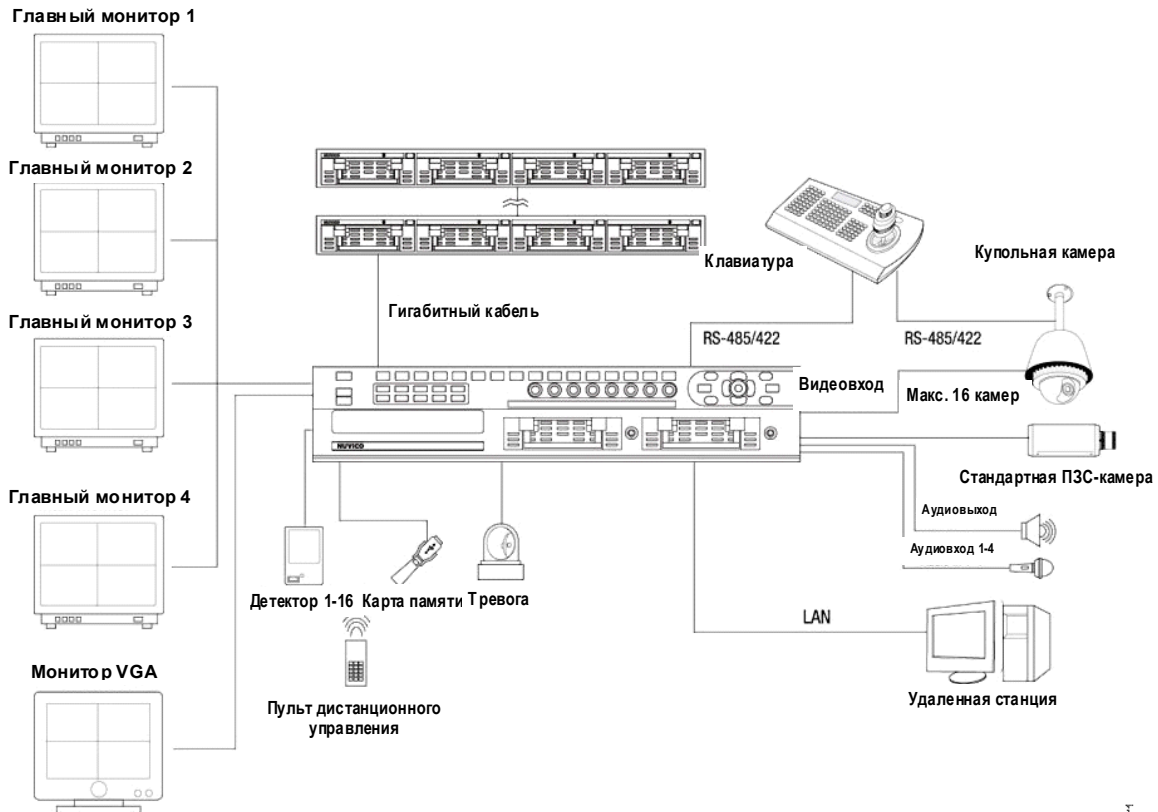 Главный монитор 1
Главный монитор 2
Главный монитор 3
Главный монитор 4
Монитор VGA
Гигабитный кабель
Клавиатура
RS-485/422
RS-485/422
Купольная камера
Видеовход
Макс. 16 камер
NUVICO
Стандартная ПЗС-камера
Аудиовыход
Аудиовход 1-4
Детектор 1-16
Карта памяти
Тревога
LAN
Пульт дистанционного
управления
Удаленная станция